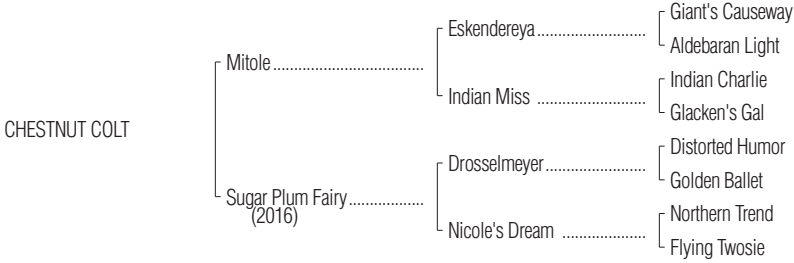 Giant's Causeway
Eskendereya
Aldebaran Light
Mitole
Indian Charlie
Indian Miss
Glacken's Gal
CHESTNUT COLT
Distorted Humor
Drosselmeyer
Golden Ballet
Sugar Plum Fairy
(2016)
Northern Trend
Nicole's Dream
Flying Twosie